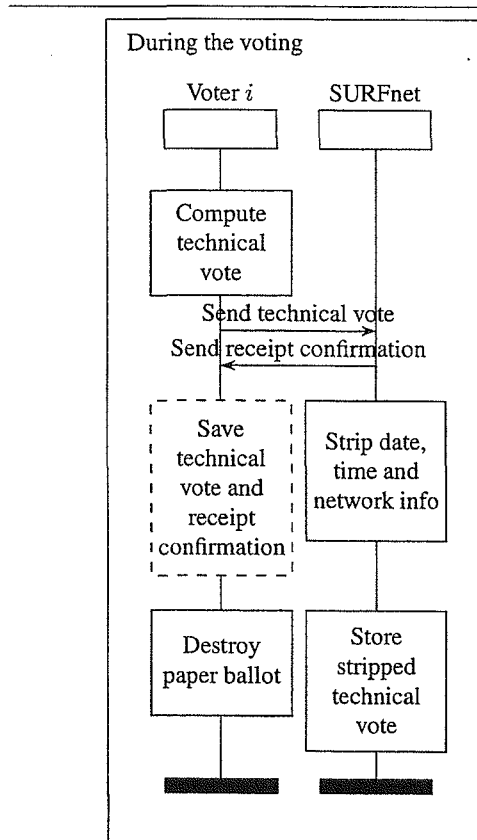 During the voting
Voter i
SURFnet
Compute
technical
vote
Send technical vote
Send receipt confirmation
Save
technical
vote and
receipt
confirmation
Strip date,
time and
network info
Destroy
paper ballot
Store
stripped
technical
vote